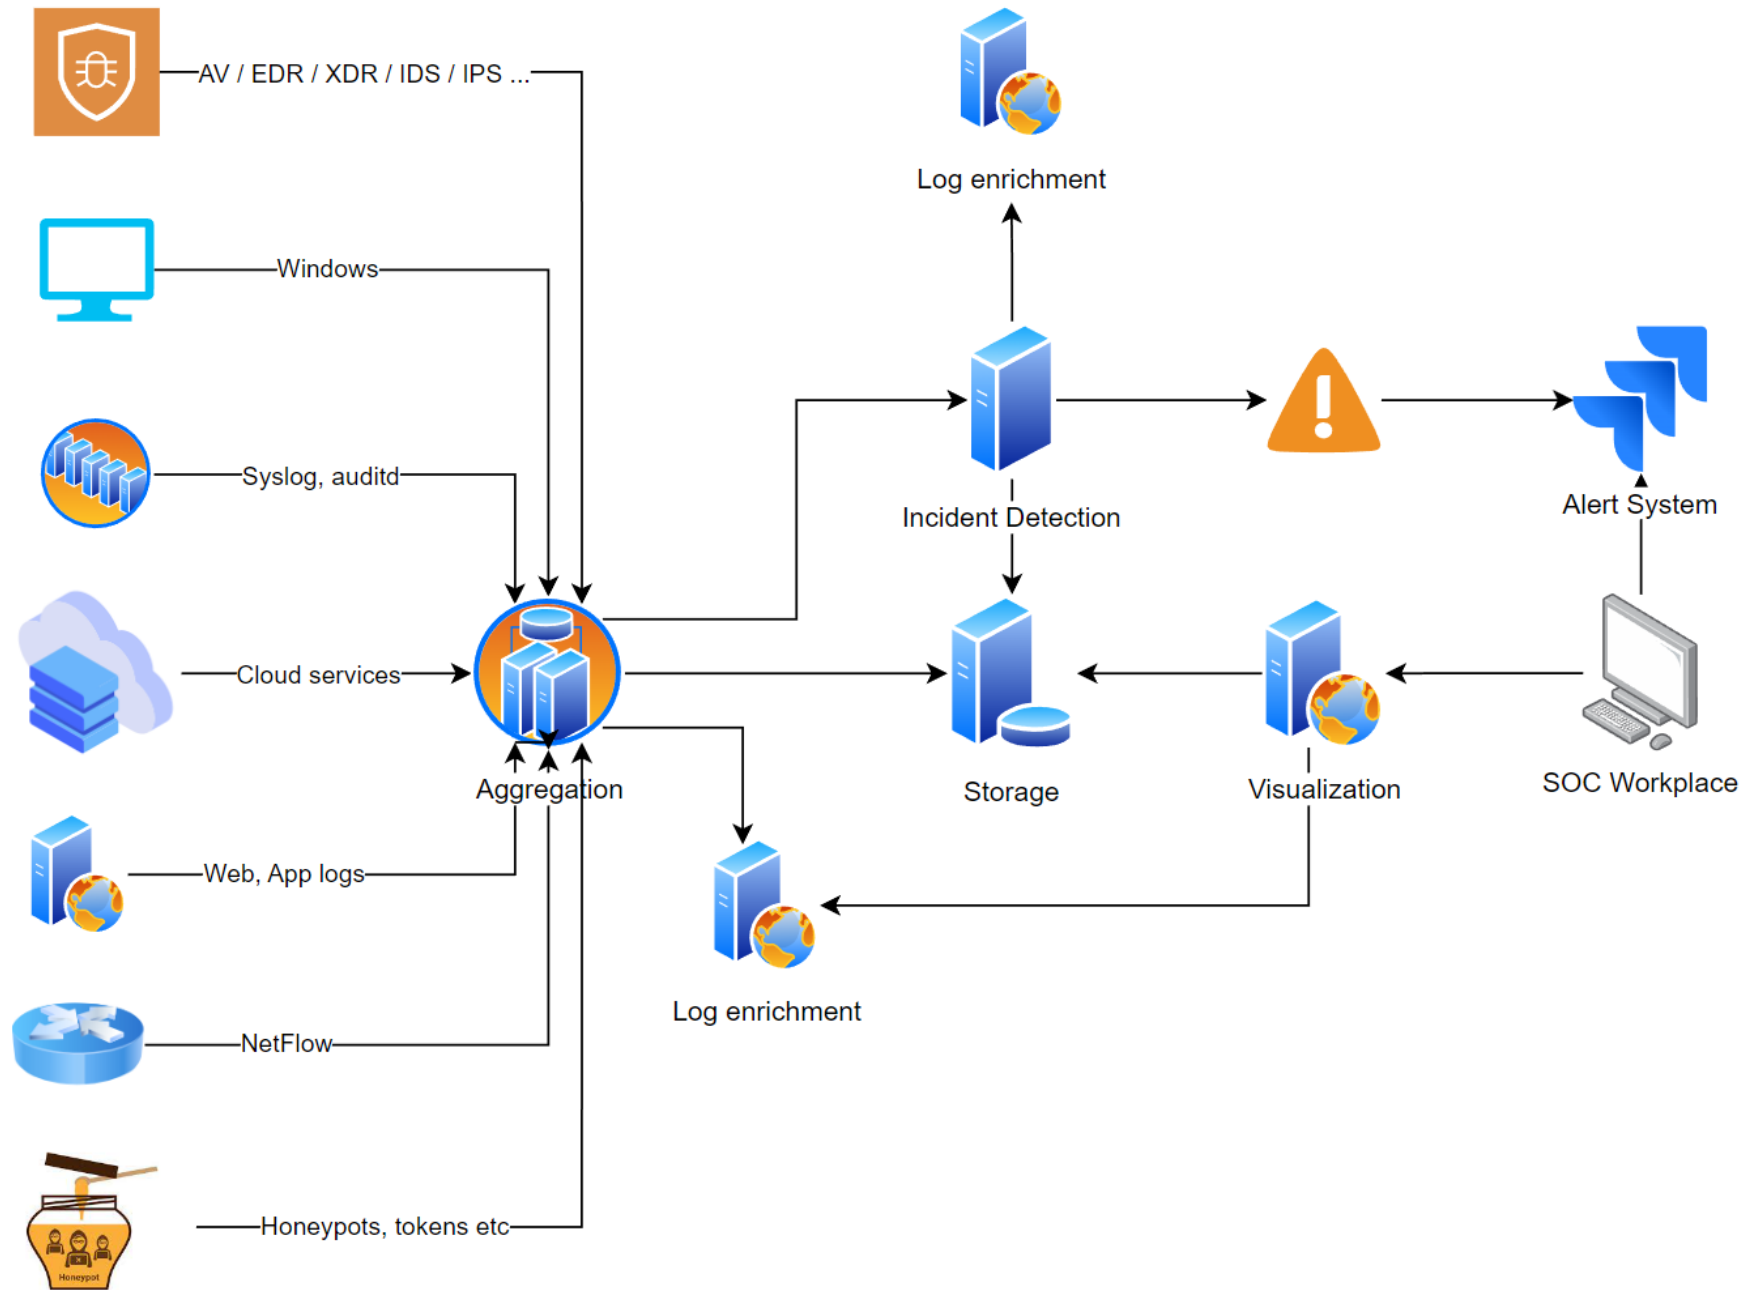 AV / EDR / XDR / IDS / IPS ...
Log enrichment
Windows
Syslog, auditd
Incident Detection
Alert System
Cloud services
Aggregation
Storage
Visualization
SOC Workplace
Web, App logs
Log enrichment
NetFlow
Honeypots, tokens etc
Honeypot